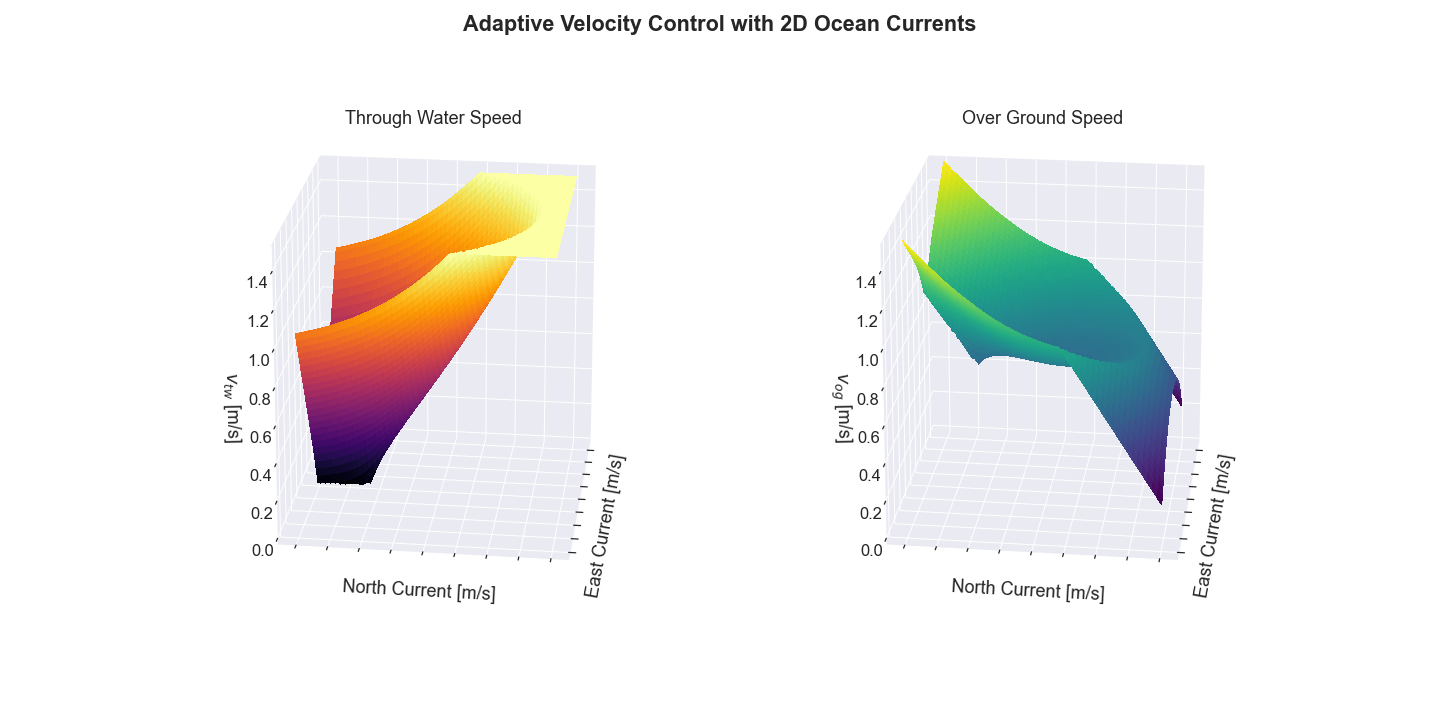 Adaptive Velocity Control with 2D Ocean Currents
Through Water Speed
Over Ground Speed
1.4
1.2
1.0
0.8
0.6
0.4
0.2
0.0
v_tw [m/s]
North Current [m/s]
East Current [m/s]
1.4
1.2
1.0
0.8
0.6
0.4
0.2
0.0
v_og [m/s]
North Current [m/s]
East Current [m/s]